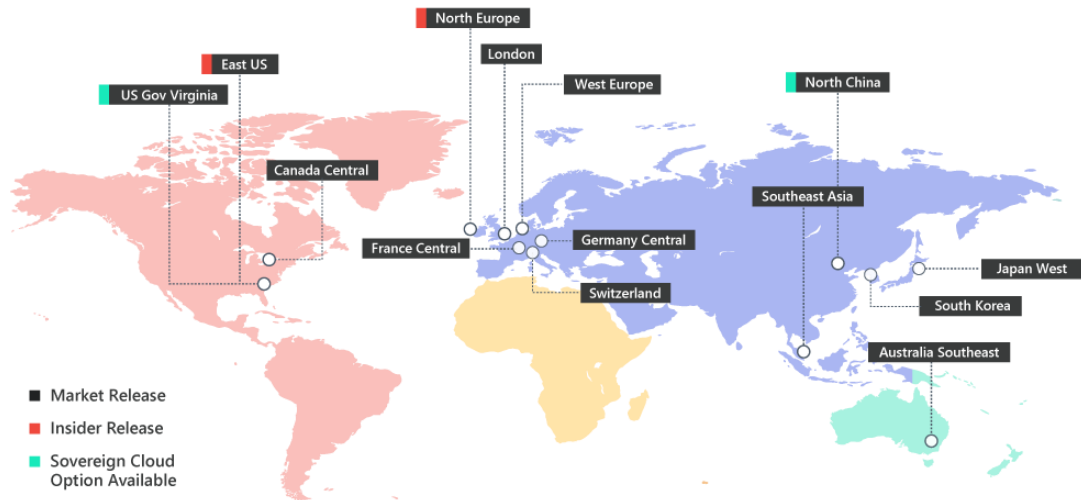 North Europe
London
East US
West Europe
North China
US Gov Virginia
Canada Central
Southeast Asia
France Central
Germany Central
Japan West
Switzerland
South Korea
Australia Southeast
Market Release
Insider Release
Sovereign Cloud
Option Available